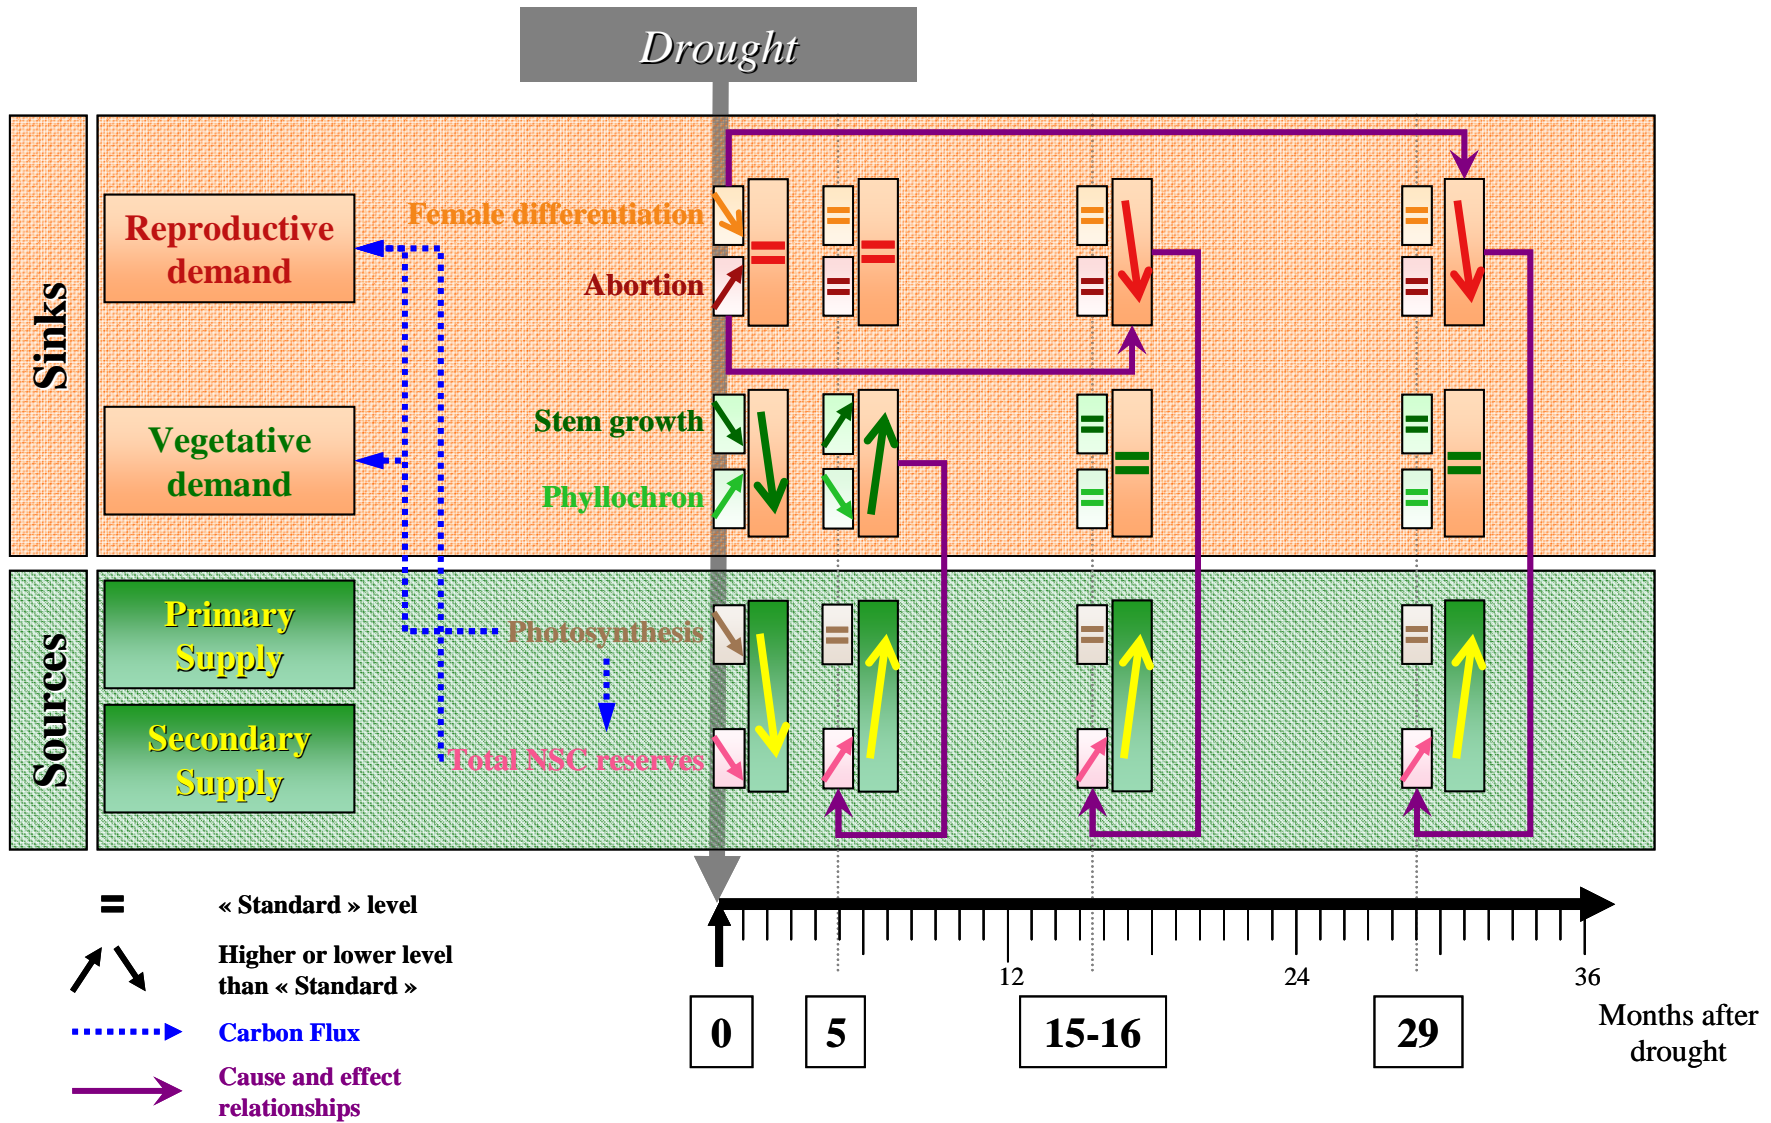 Drought
Sinks
Reproductive
demand
Female differentiation
Abortion
Vegetative
demand
Stem growth
Phyllochron
Sources
Primary
Supply
Photosynthesis
Secondary
Supply
Total NSC reserves
« Standard » level
Higher or lower level
than « Standard »
Carbon Flux
Cause and effect
relationships
12
24
36
0
5
15-16
29
Months after
drought